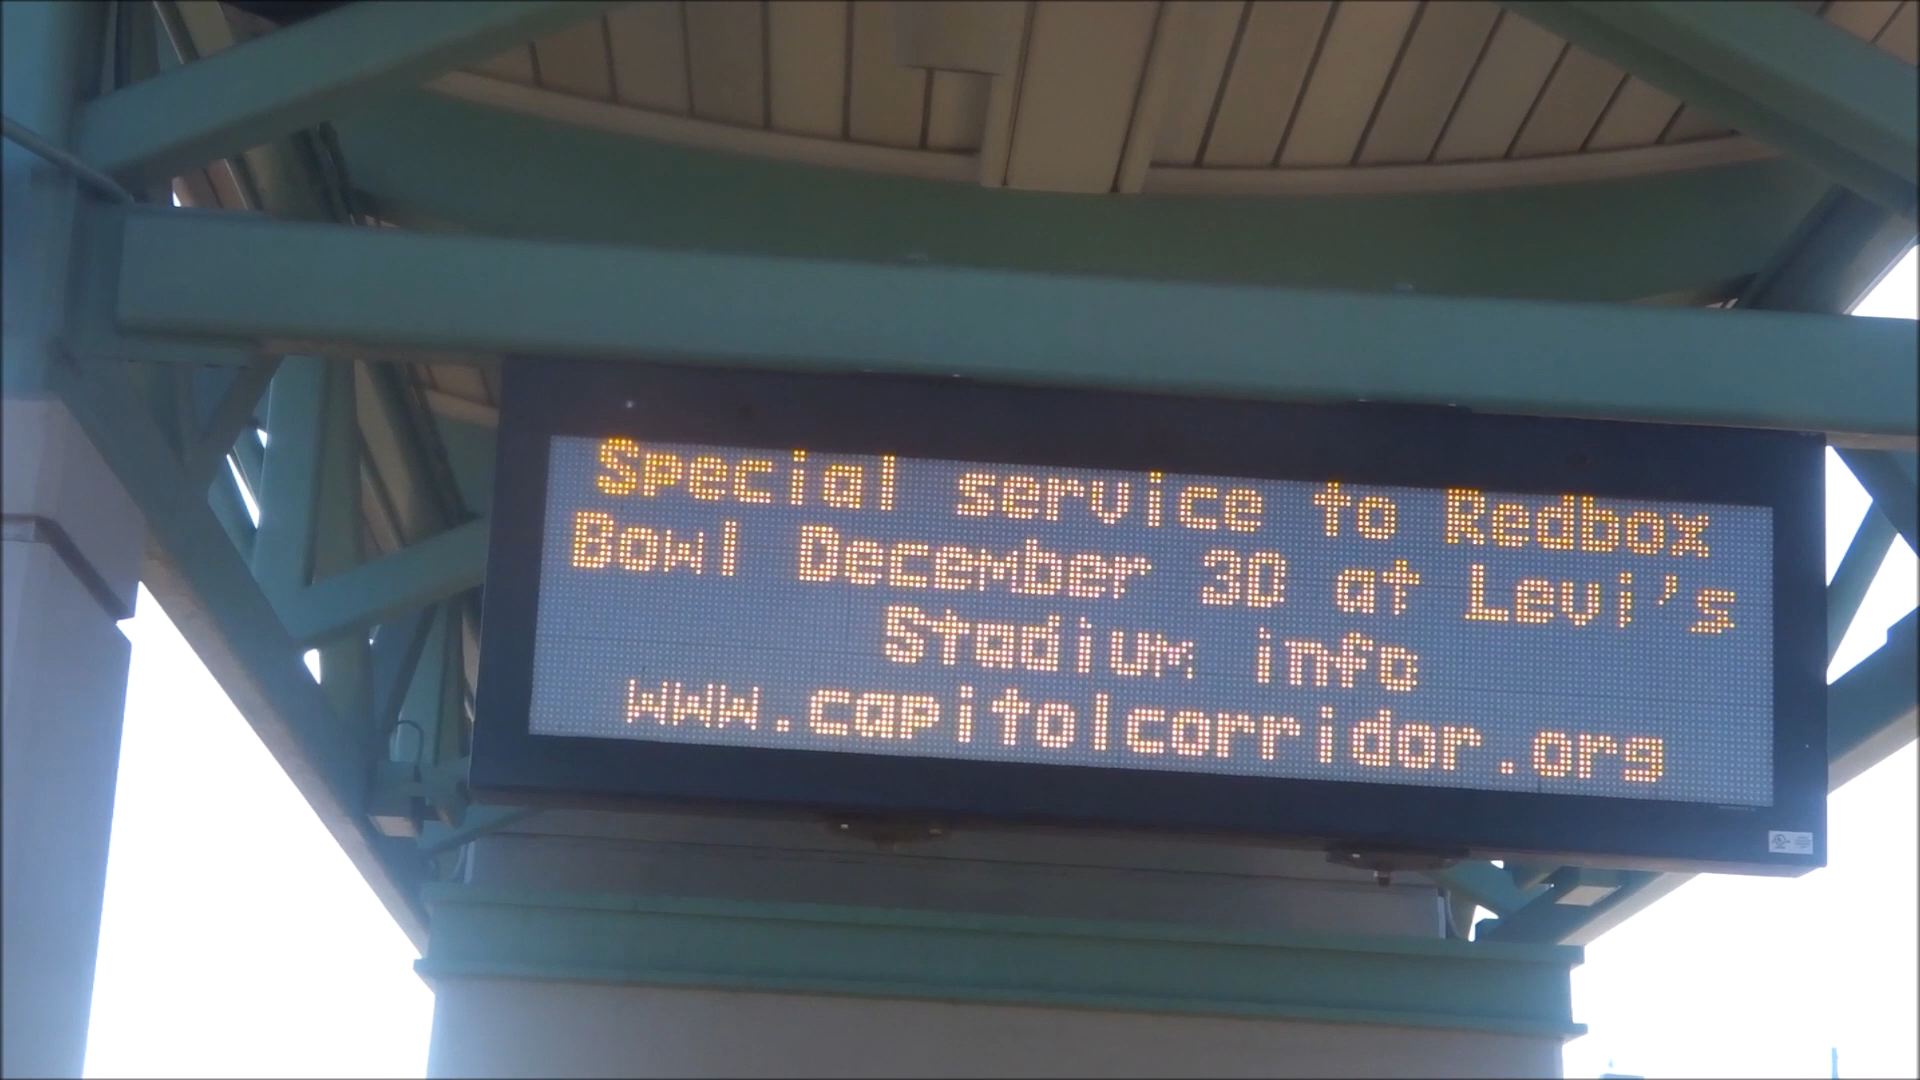 Special service to Redbox
Bowl December 30 at Levi's
Stadium info
www.capitolcorridor.org